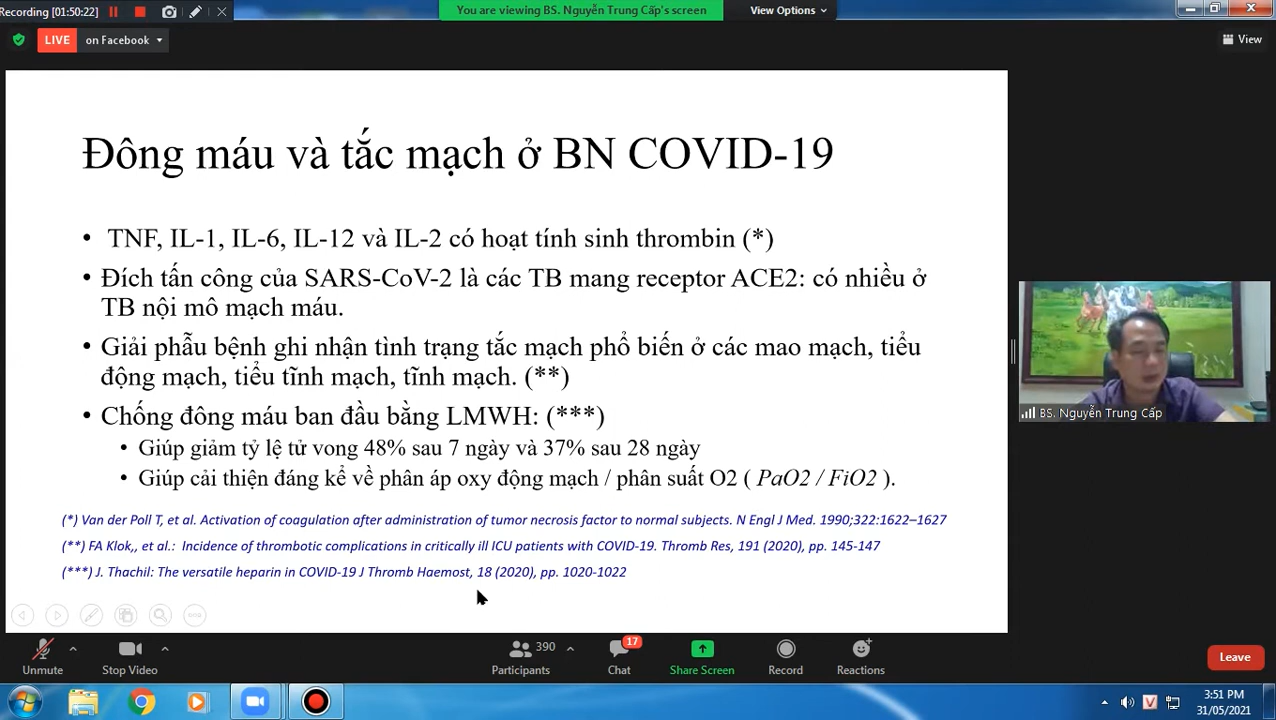 Recording [01:50:22]
You are viewing BS. Nguyễn Trung Cấp's screen
View Options
LIVE on Facebook
View
Đông máu và tắc mạch ở BN COVID-19
• TNF, IL-1, IL-6, IL-12 và IL-2 có hoạt tính sinh thrombin (*)
• Đích tấn công của SARS-CoV-2 là các TB mang receptor ACE2: có nhiều ở
TB nội mô mạch máu.
• Giải phẫu bệnh ghi nhận tình trạng tắc mạch phổ biến ở các mao mạch, tiểu
động mạch, tiểu tĩnh mạch, tĩnh mạch. (**)
• Chống đông máu ban đầu bằng LMWH: (***)
• Giúp giảm tỷ lệ tử vong 48% sau 7 ngày và 37% sau 28 ngày
• Giúp cải thiện đáng kể về phân áp oxy động mạch / phân suất O2 ( PaO2 / FiO2 ).
(*) Van der Poll T, et al. Activation of coagulation after administration of tumor necrosis factor to normal subjects. N Engl J Med. 1990;322:1622–1627
(**) FA Klok,, et al.: Incidence of thrombotic complications in critically ill ICU patients with COVID-19. Thromb Res, 191 (2020), pp. 145-147
(***) J. Thachil: The versatile heparin in COVID-19 J Thromb Haemost, 18 (2020), pp. 1020-1022
BS. Nguyễn Trung Cấp
Unmute
Stop Video
390
Participants
17
Chat
Share Screen
Record
Reactions
Leave
V
3:51 PM
31/05/2021